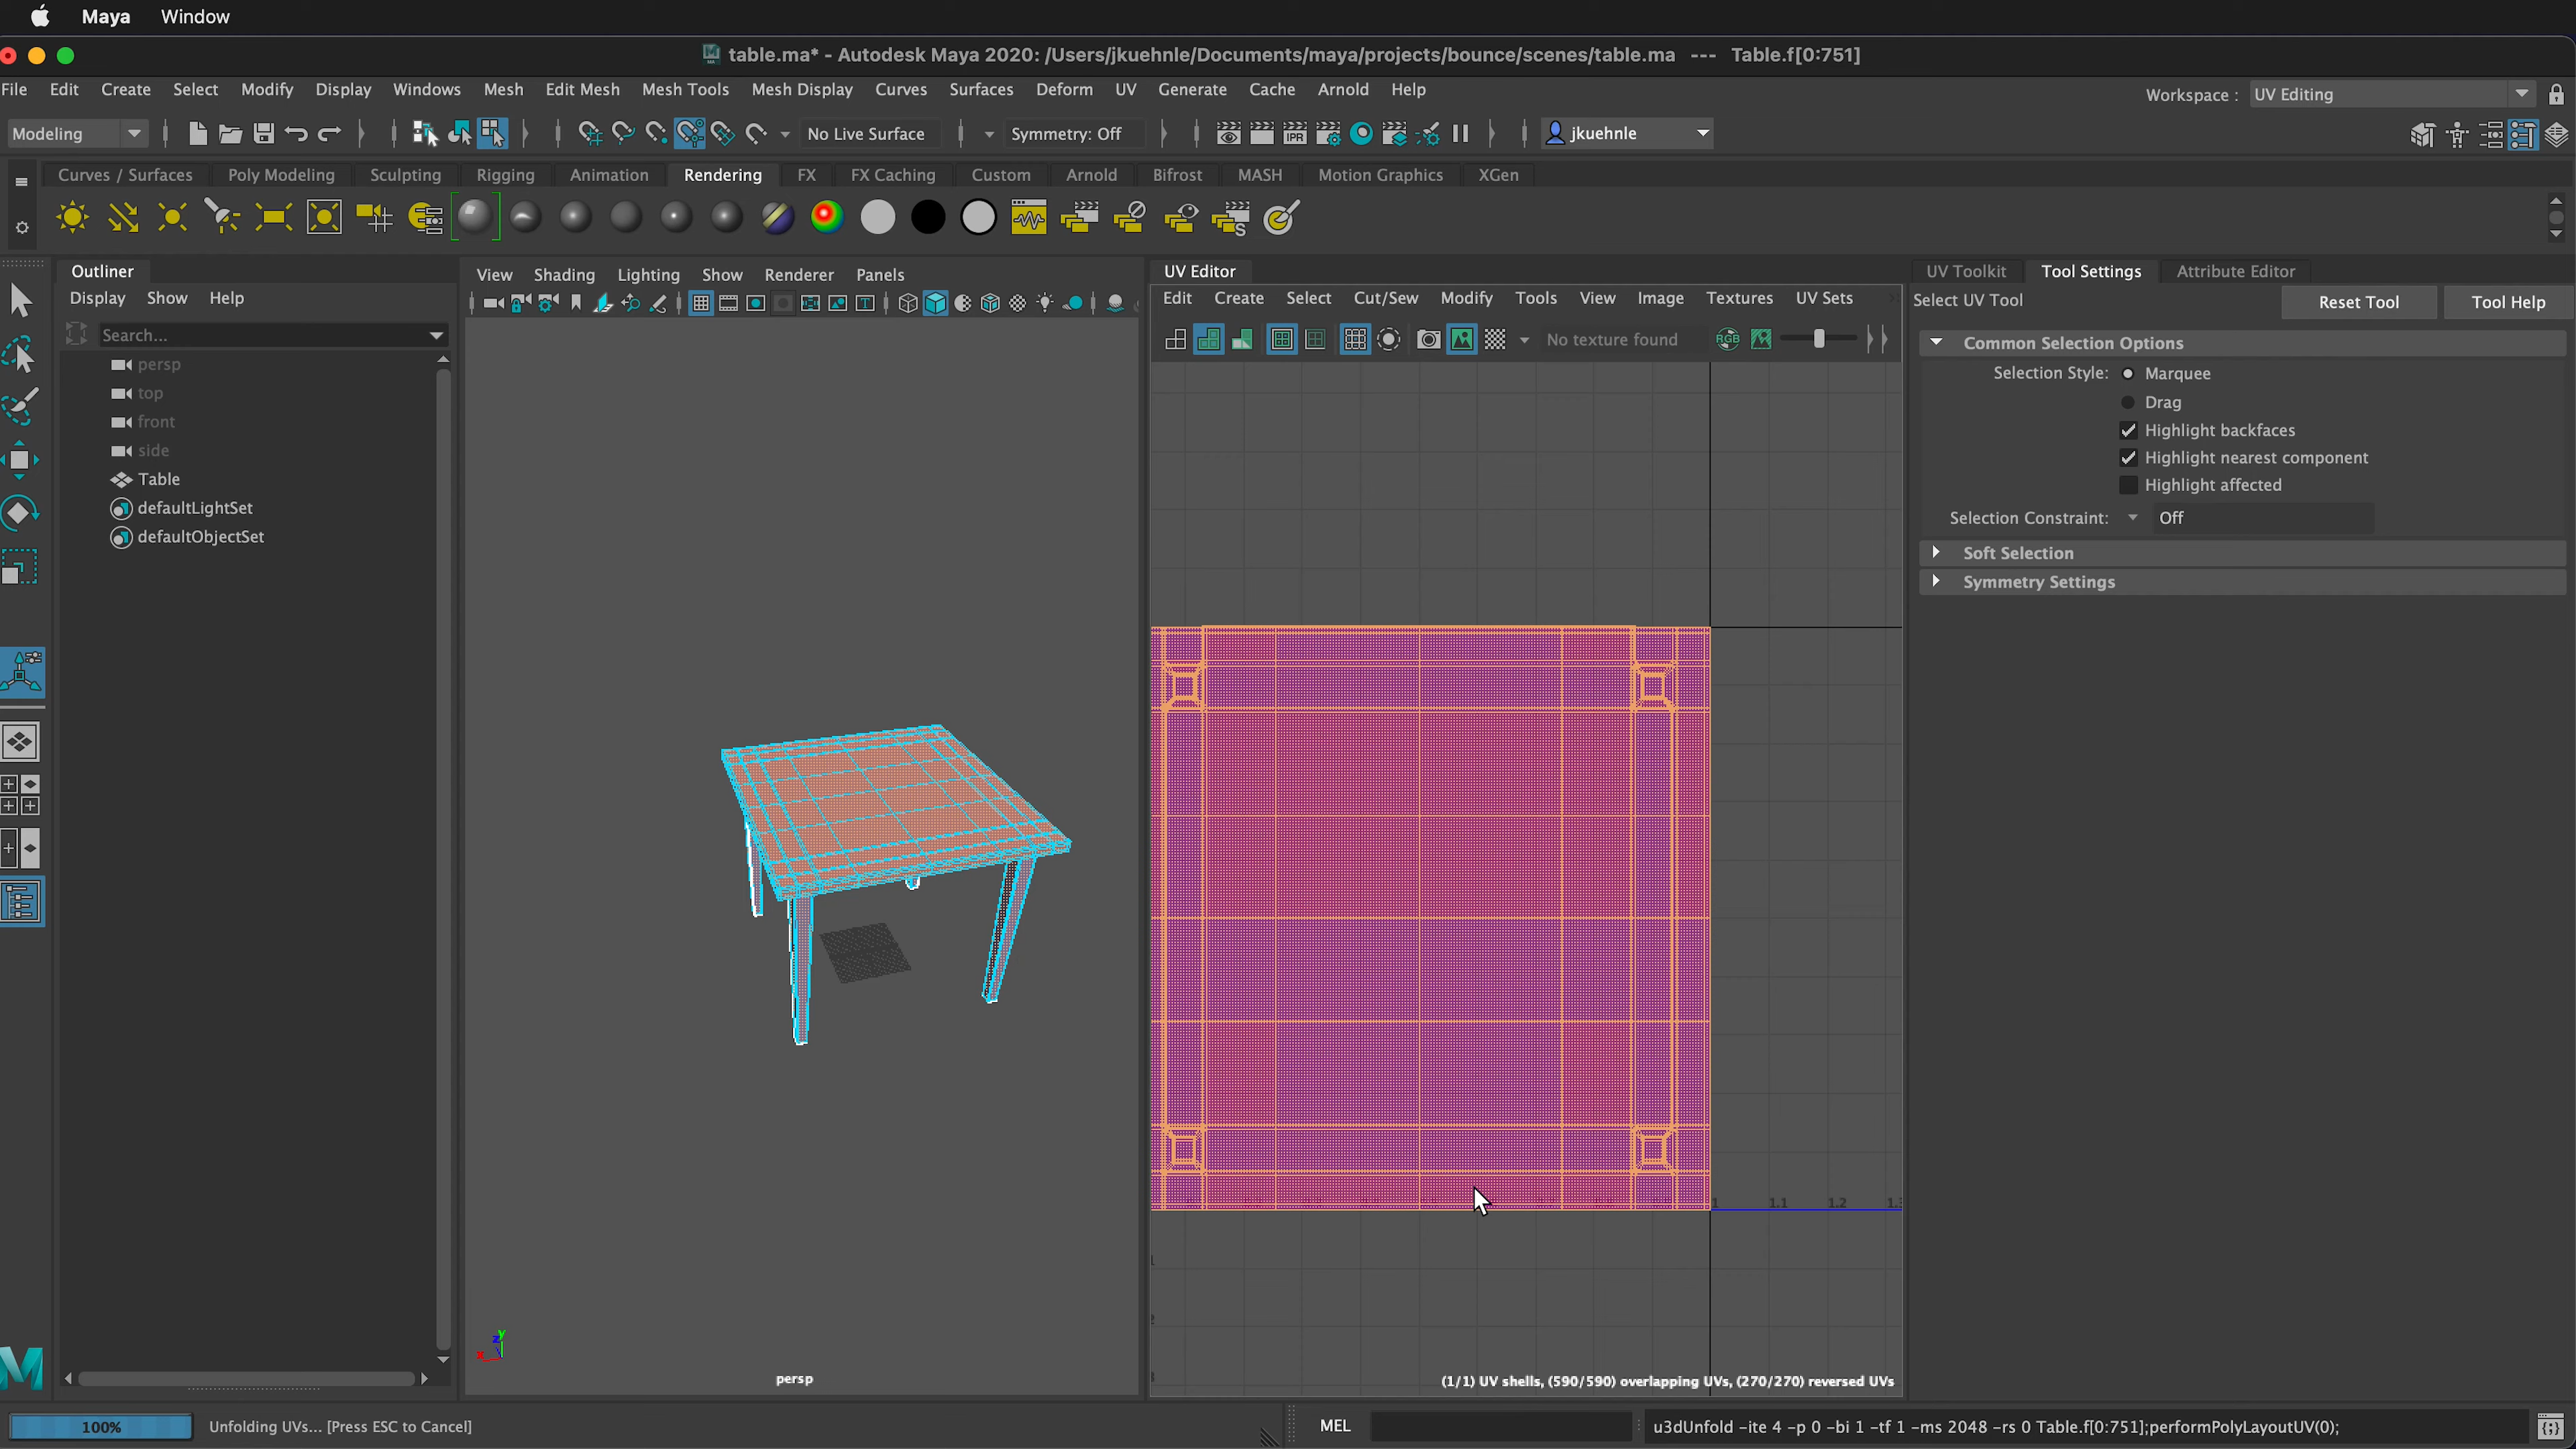 Maya Window
table.ma* - Autodesk Maya 2020: /Users/jkuehnle/Documents/maya/projects/bounce/scenes/table.ma --- Table.f[0:751]
File Edit Create Select Modify Display Windows Mesh Edit Mesh Mesh Tools Mesh Display Curves Surfaces Deform UV Generate Cache Arnold Help
Workspace : UV Editing
Modeling No Live Surface Symmetry: Off IPR jkuehnle
Curves / Surfaces Poly Modeling Sculpting Rigging Animation Rendering FX FX Caching Custom Arnold Bifrost MASH Motion Graphics XGen
Outliner
Display Show Help
Search...
persp
top
front
side
Table
defaultLightSet
defaultObjectSet
View Shading Lighting Show Renderer Panels
persp
UV Editor
Edit Create Select Cut/Sew Modify Tools View Image Textures UV Sets
No texture found RGB
1 1.1 1.2 1.3
(1/1) UV shells, (590/590) overlapping UVs, (270/270) reversed UVs
UV Toolkit Tool Settings Attribute Editor
Select UV Tool Reset Tool Tool Help
Common Selection Options
Selection Style: Marquee
Drag
Highlight backfaces
Highlight nearest component
Highlight affected
Selection Constraint: Off
Soft Selection
Symmetry Settings
100% Unfolding UVs... [Press ESC to Cancel] MEL u3dUnfold -ite 4 -p 0 -bi 1 -tf 1 -ms 2048 -rs 0 Table.f[0:751];performPolyLayoutUV(0);